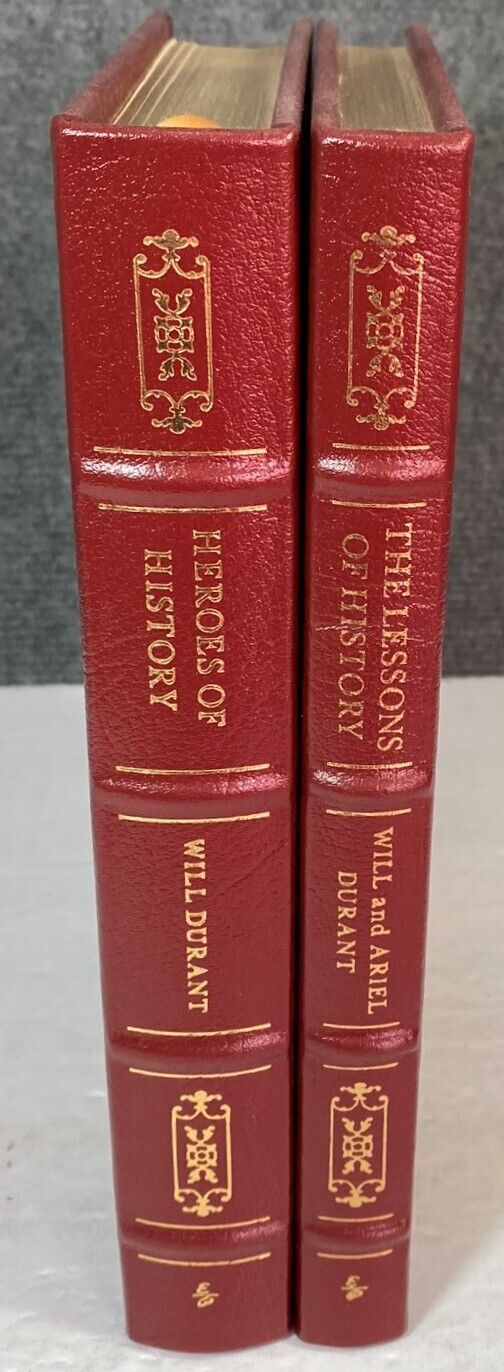 HEROES OF
HISTORY
WILL DURANT
THE LESSONS
OF HISTORY
WILL and ARIEL
DURANT